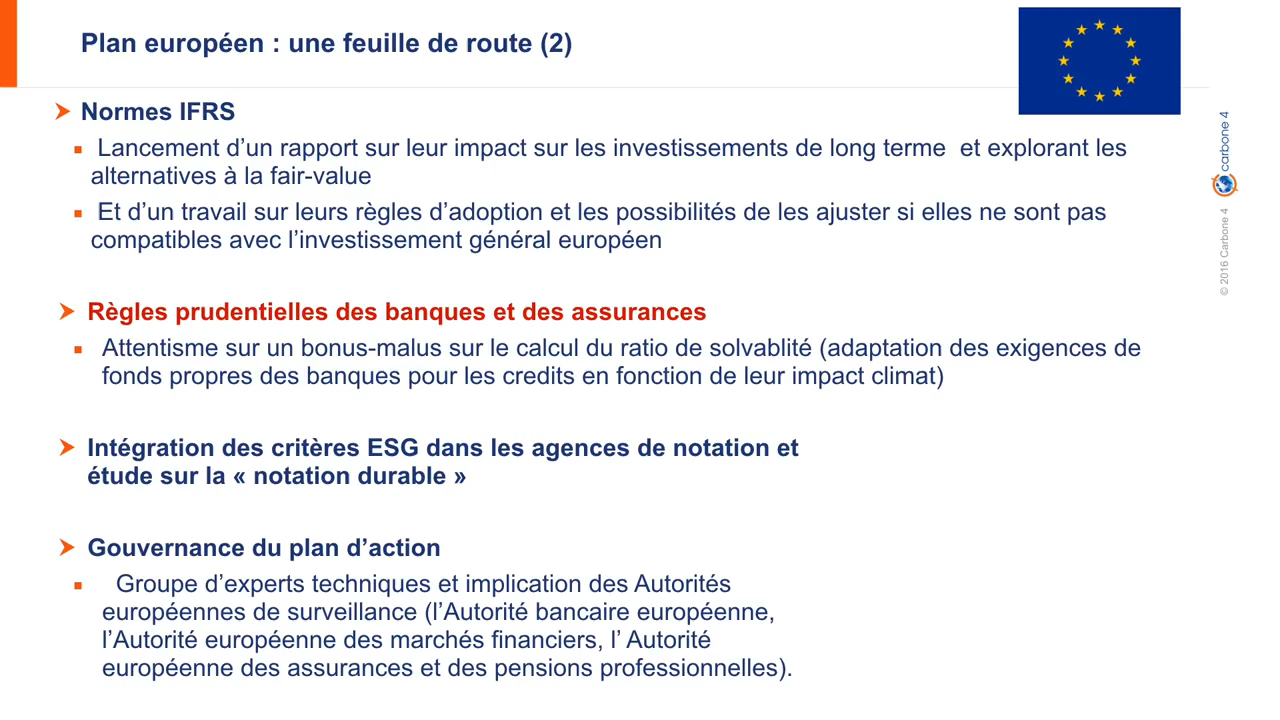 Plan européen : une feuille de route (2)
Normes IFRS
Lancement d’un rapport sur leur impact sur les investissements de long terme  et explorant les
alternatives à la fair-value
Et d’un travail sur leurs règles d’adoption et les possibilités de les ajuster si elles ne sont pas
compatibles avec l’investissement général européen
Règles prudentielles des banques et des assurances
Attentisme sur un bonus-malus sur le calcul du ratio de solvablité (adaptation des exigences de
fonds propres des banques pour les credits en fonction de leur impact climat)
Intégration des critères ESG dans les agences de notation et
étude sur la « notation durable »
Gouvernance du plan d’action
Groupe d’experts techniques et implication des Autorités
européennes de surveillance (l’Autorité bancaire européenne,
l’Autorité européenne des marchés financiers, l’ Autorité
européenne des assurances et des pensions professionnelles).
carbone 4
© 2016 Carbone 4